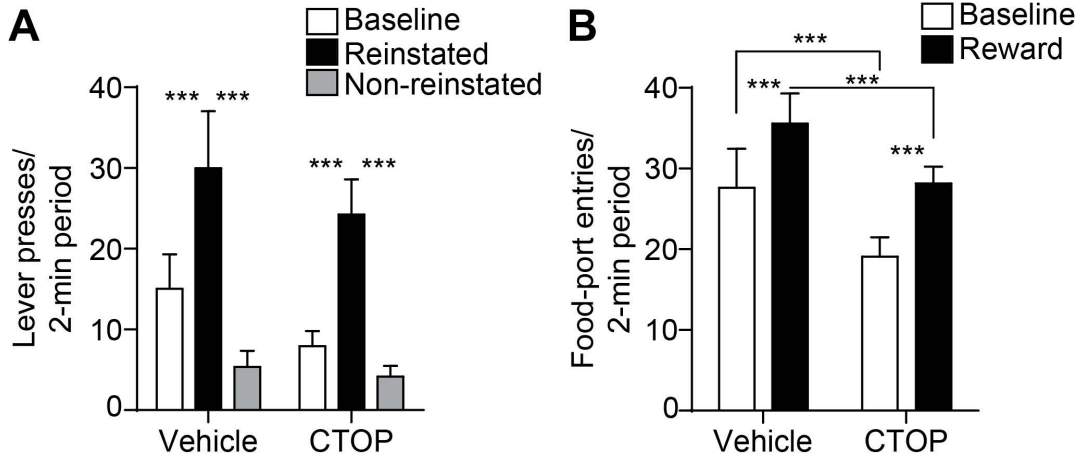 A
Baseline
Reinstated
Non-reinstated
Lever presses/
2-min period
40
30
20
10
0
*** ***
*** ***
Vehicle
CTOP
B
Baseline
Reward
Food-port entries/
2-min period
40
30
20
10
0
***
***
***
***
Vehicle
CTOP